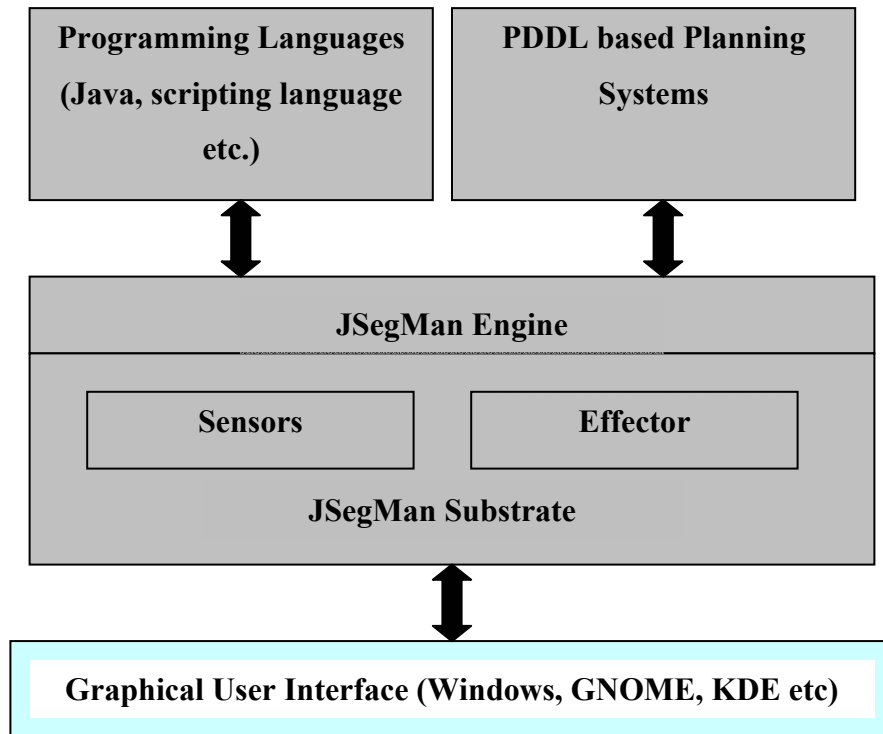 Programming Languages
(Java, scripting language
etc.)
PDDL based Planning
Systems
JSegMan Engine
Sensors
Effector
JSegMan Substrate
Graphical User Interface (Windows, GNOME, KDE etc)